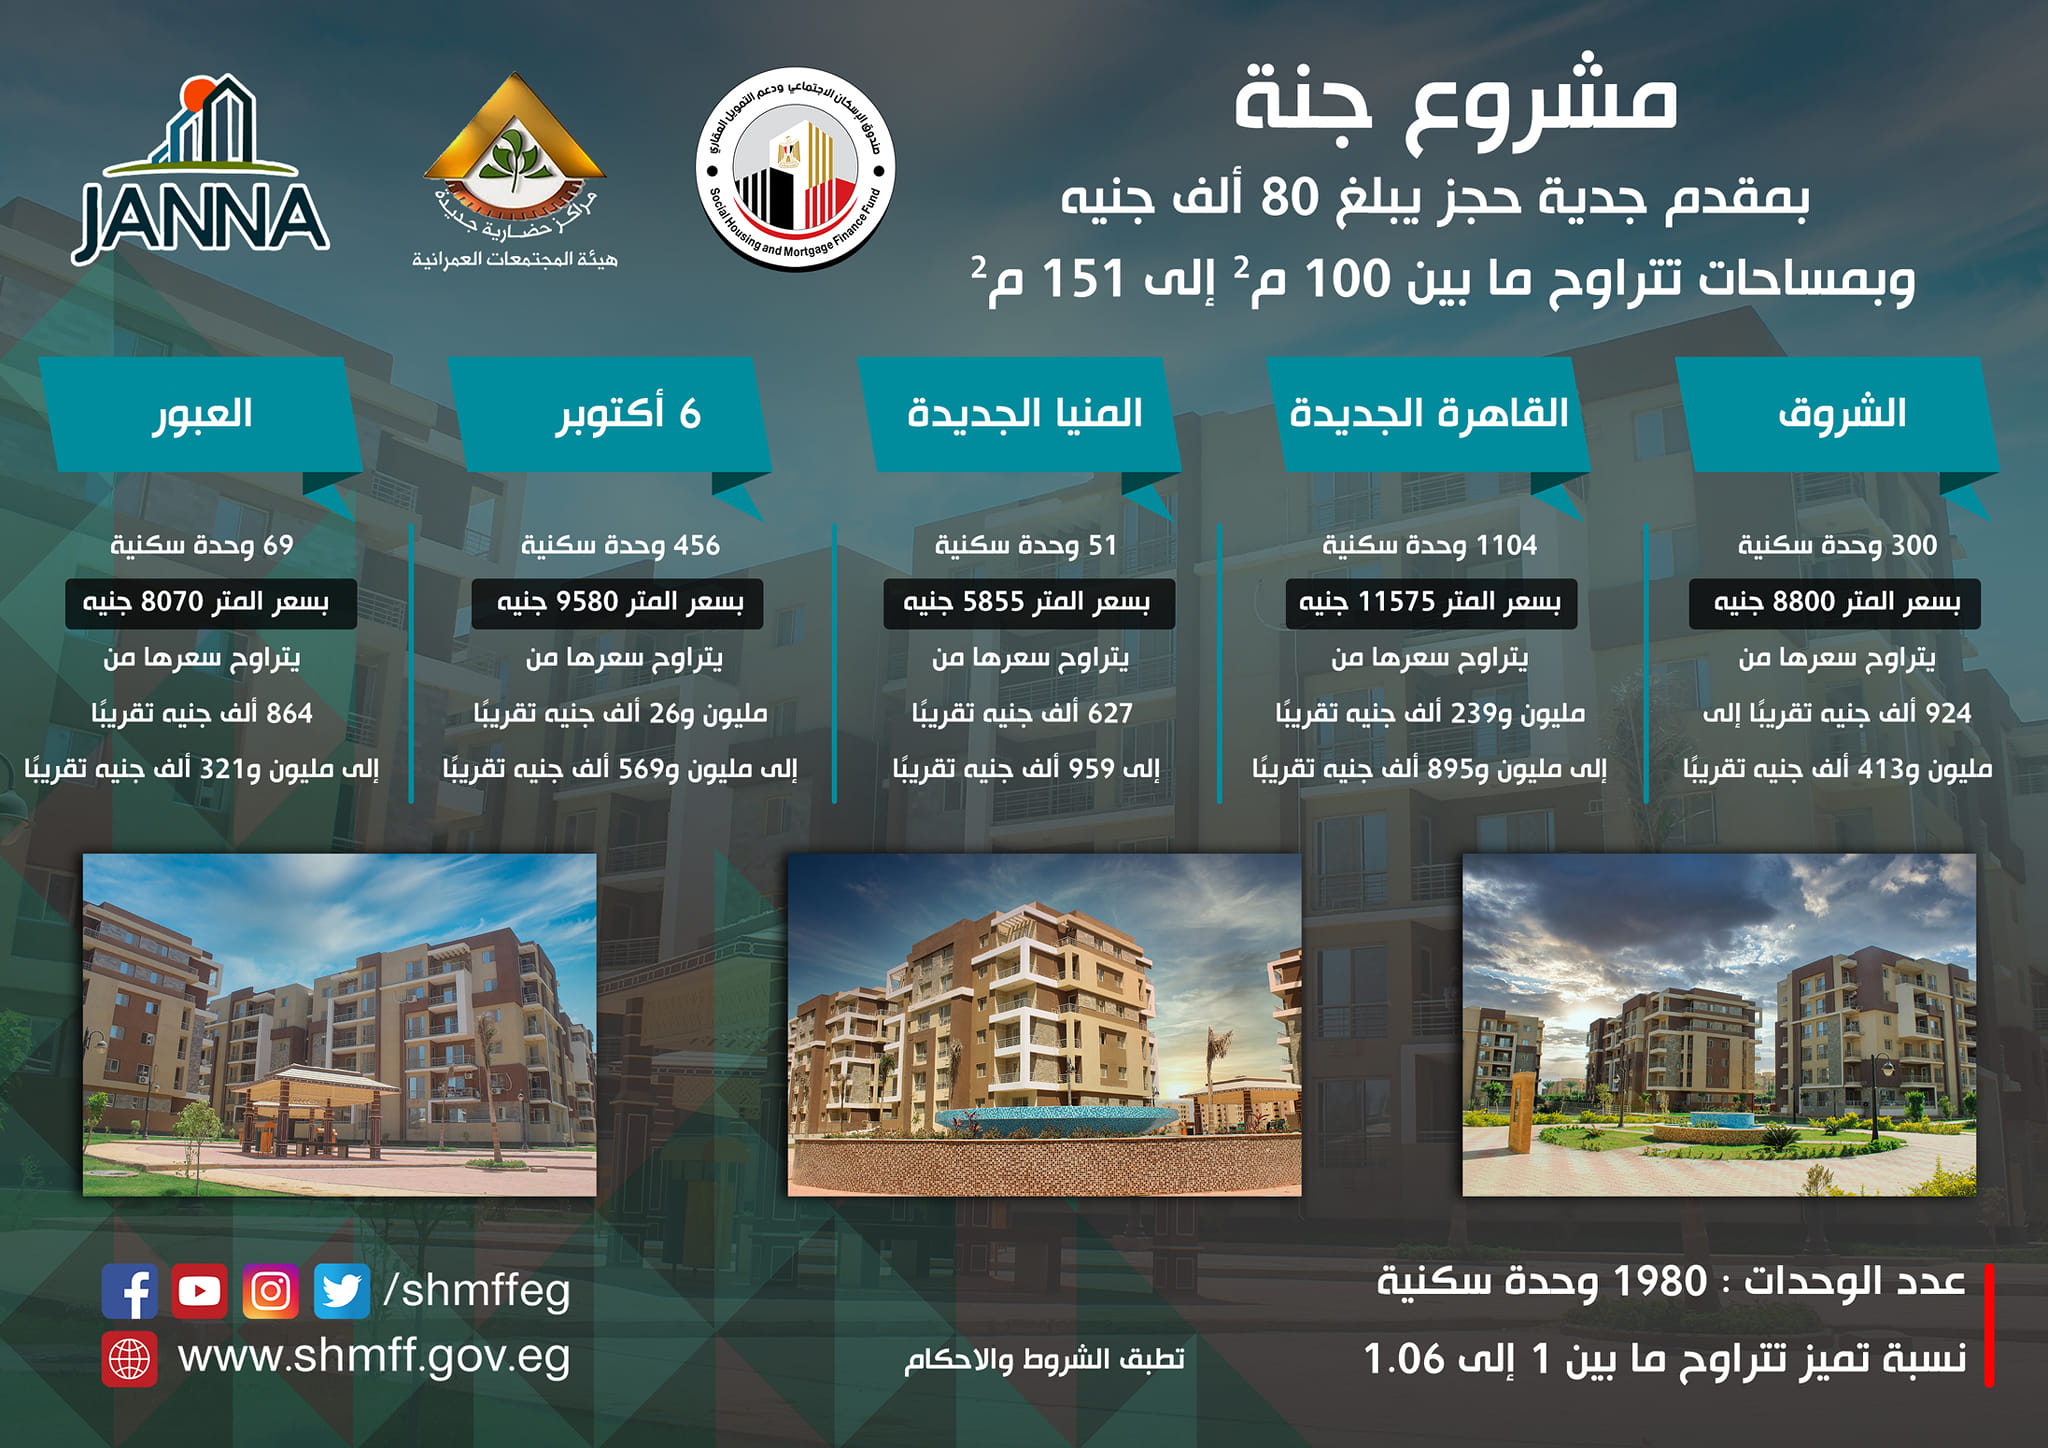 مشروع جنة
بمقدم جدية حجز يبلغ 80 ألف جنيه
وبمساحات تتراوح ما بين 100 م² إلى 151 م²
صندوق الإسكان الاجتماعي ودعم التمويل العقاري
Social Housing and Mortgage Finance Fund
مراكز حضارية جديدة
هيئة المجتمعات العمرانية
JANNA
الشروق
300 وحدة سكنية
بسعر المتر 8800 جنيه
يتراوح سعرها من
924 ألف جنيه تقريبًا إلى
مليون و413 ألف جنيه تقريبًا
القاهرة الجديدة
1104 وحدة سكنية
بسعر المتر 11575 جنيه
يتراوح سعرها من
مليون و239 ألف جنيه تقريبًا
إلى مليون و895 ألف جنيه تقريبًا
المنيا الجديدة
51 وحدة سكنية
بسعر المتر 5855 جنيه
يتراوح سعرها من
627 ألف جنيه تقريبًا
إلى 959 ألف جنيه تقريبًا
6 أكتوبر
456 وحدة سكنية
بسعر المتر 9580 جنيه
يتراوح سعرها من
مليون و26 ألف جنيه تقريبًا
إلى مليون و569 ألف جنيه تقريبًا
العبور
69 وحدة سكنية
بسعر المتر 8070 جنيه
يتراوح سعرها من
864 ألف جنيه تقريبًا
إلى مليون و321 ألف جنيه تقريبًا
عدد الوحدات : 1980 وحدة سكنية
نسبة تميز تتراوح ما بين 1 إلى 1.06
تطبق الشروط والاحكام
/shmffeg
www.shmff.gov.eg